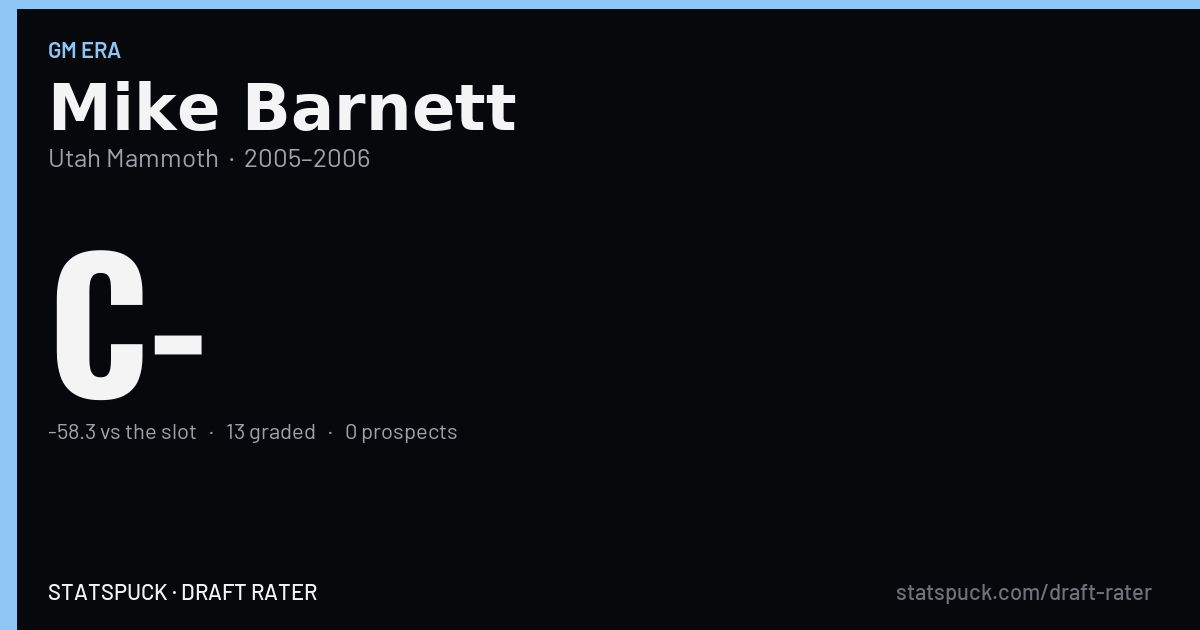 GM ERA
Mike Barnett
Utah Mammoth · 2005–2006
C-
-58.3 vs the slot · 13 graded · 0 prospects
STATSPUCK · DRAFT RATER
statspuck.com/draft-rater